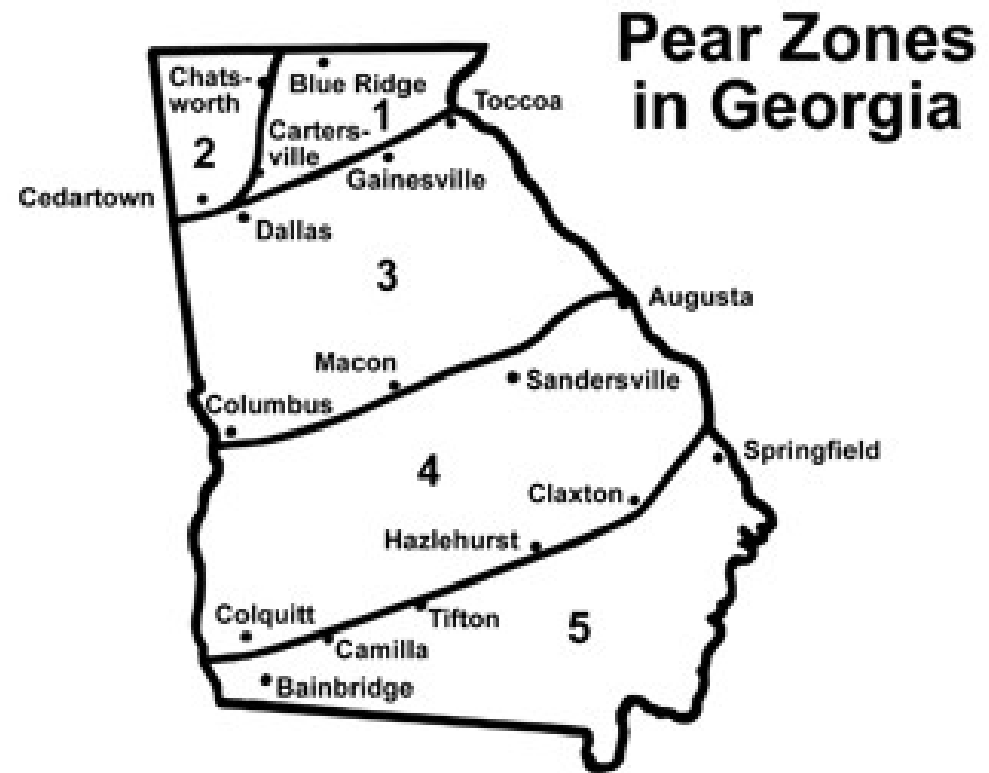 Pear Zones
in Georgia
Chats-
worth
Blue Ridge
1
Toccoa
Carters-
ville
2
Gainesville
Cedartown
Dallas
3
Augusta
Macon
Sandersville
Columbus
Springfield
4
Claxton
Hazlehurst
Colquitt
Tifton
5
Camilla
Bainbridge